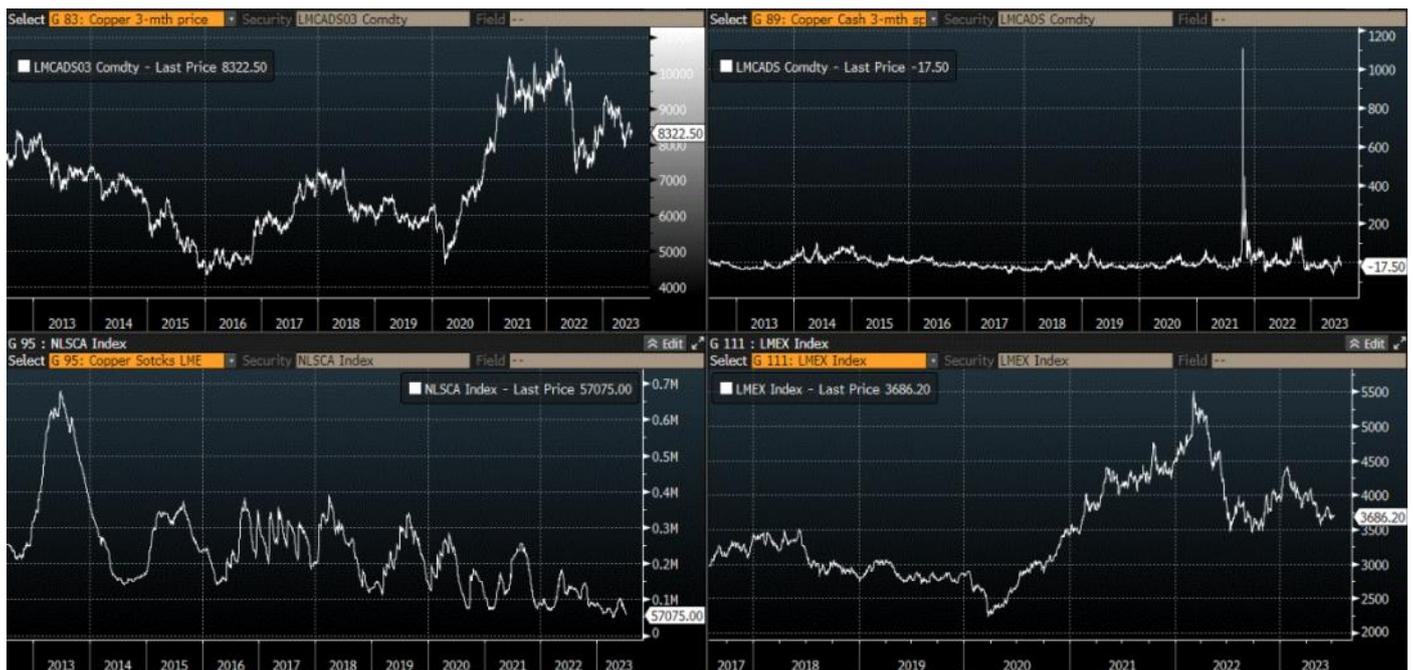 Select G 83: Copper 3-mth price Security LMCADS03 Comdty Field --
LMCADS03 Comdty - Last Price 8322.50
10000
9000
8322.50
8000
7000
6000
5000
4000
2013 2014 2015 2016 2017 2018 2019 2020 2021 2022 2023
Select G 89: Copper Cash 3-mth sp Security LMCADS Comdty Field --
LMCADS Comdty - Last Price -17.50
1200
1000
800
600
400
200
-17.50
2013 2014 2015 2016 2017 2018 2019 2020 2021 2022 2023
G 95 : NLSCA Index Edit
Select G 95: Copper Sotcks LME Security NLSCA Index Field --
NLSCA Index - Last Price 57075.00
0.7M
0.6M
0.5M
0.4M
0.3M
0.2M
0.1M
57075.00
0
2013 2014 2015 2016 2017 2018 2019 2020 2021 2022 2023
G 111 : LMEX Index Edit
Select G 111: LMEX Index Security LMEX Index Field --
LMEX Index - Last Price 3686.20
5500
5000
4500
4000
3686.20
3500
3000
2500
2000
2017 2018 2019 2020 2021 2022 2023